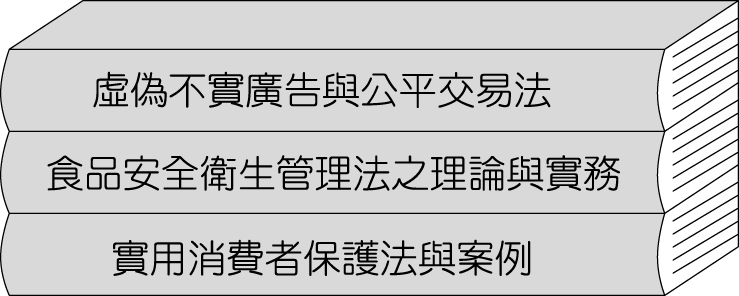 虛偽不實廣告與公平交易法
食品安全衛生管理法之理論與實務
實用消費者保護法與案例